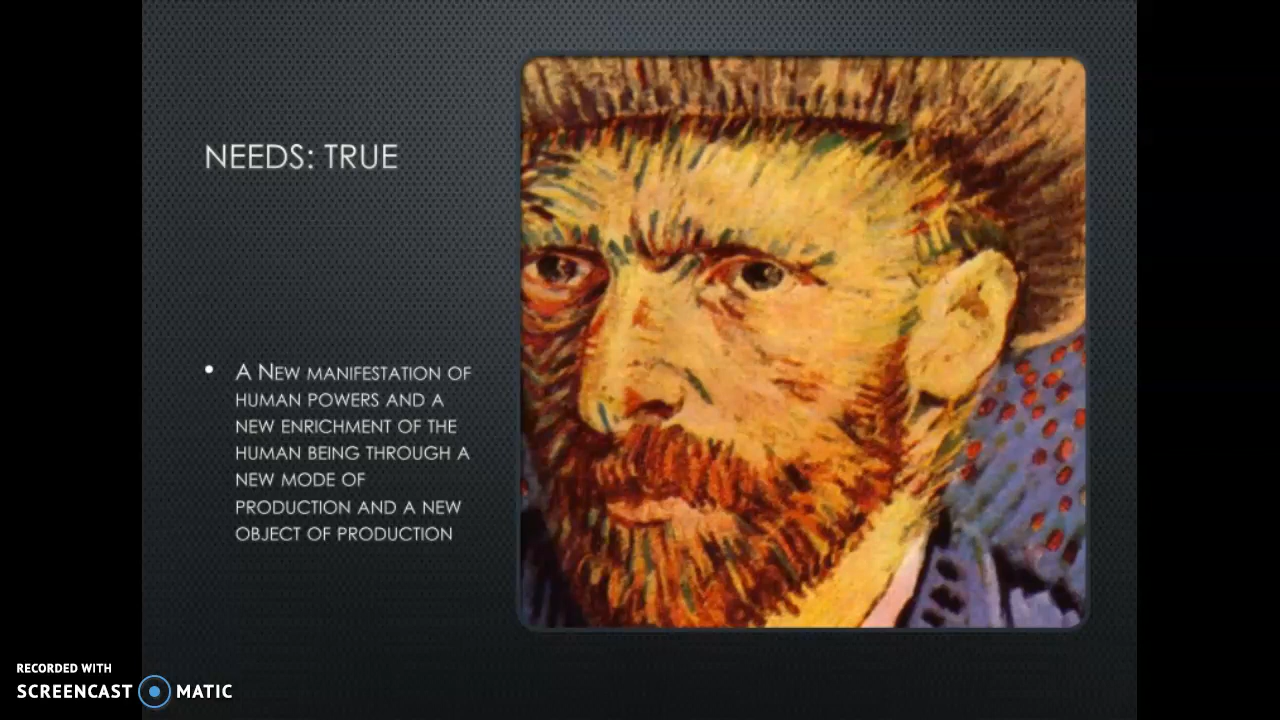 NEEDS: TRUE
• A NEW MANIFESTATION OF
HUMAN POWERS AND A
NEW ENRICHMENT OF THE
HUMAN BEING THROUGH A
NEW MODE OF
PRODUCTION AND A NEW
OBJECT OF PRODUCTION
RECORDED WITH
SCREENCAST MATIC